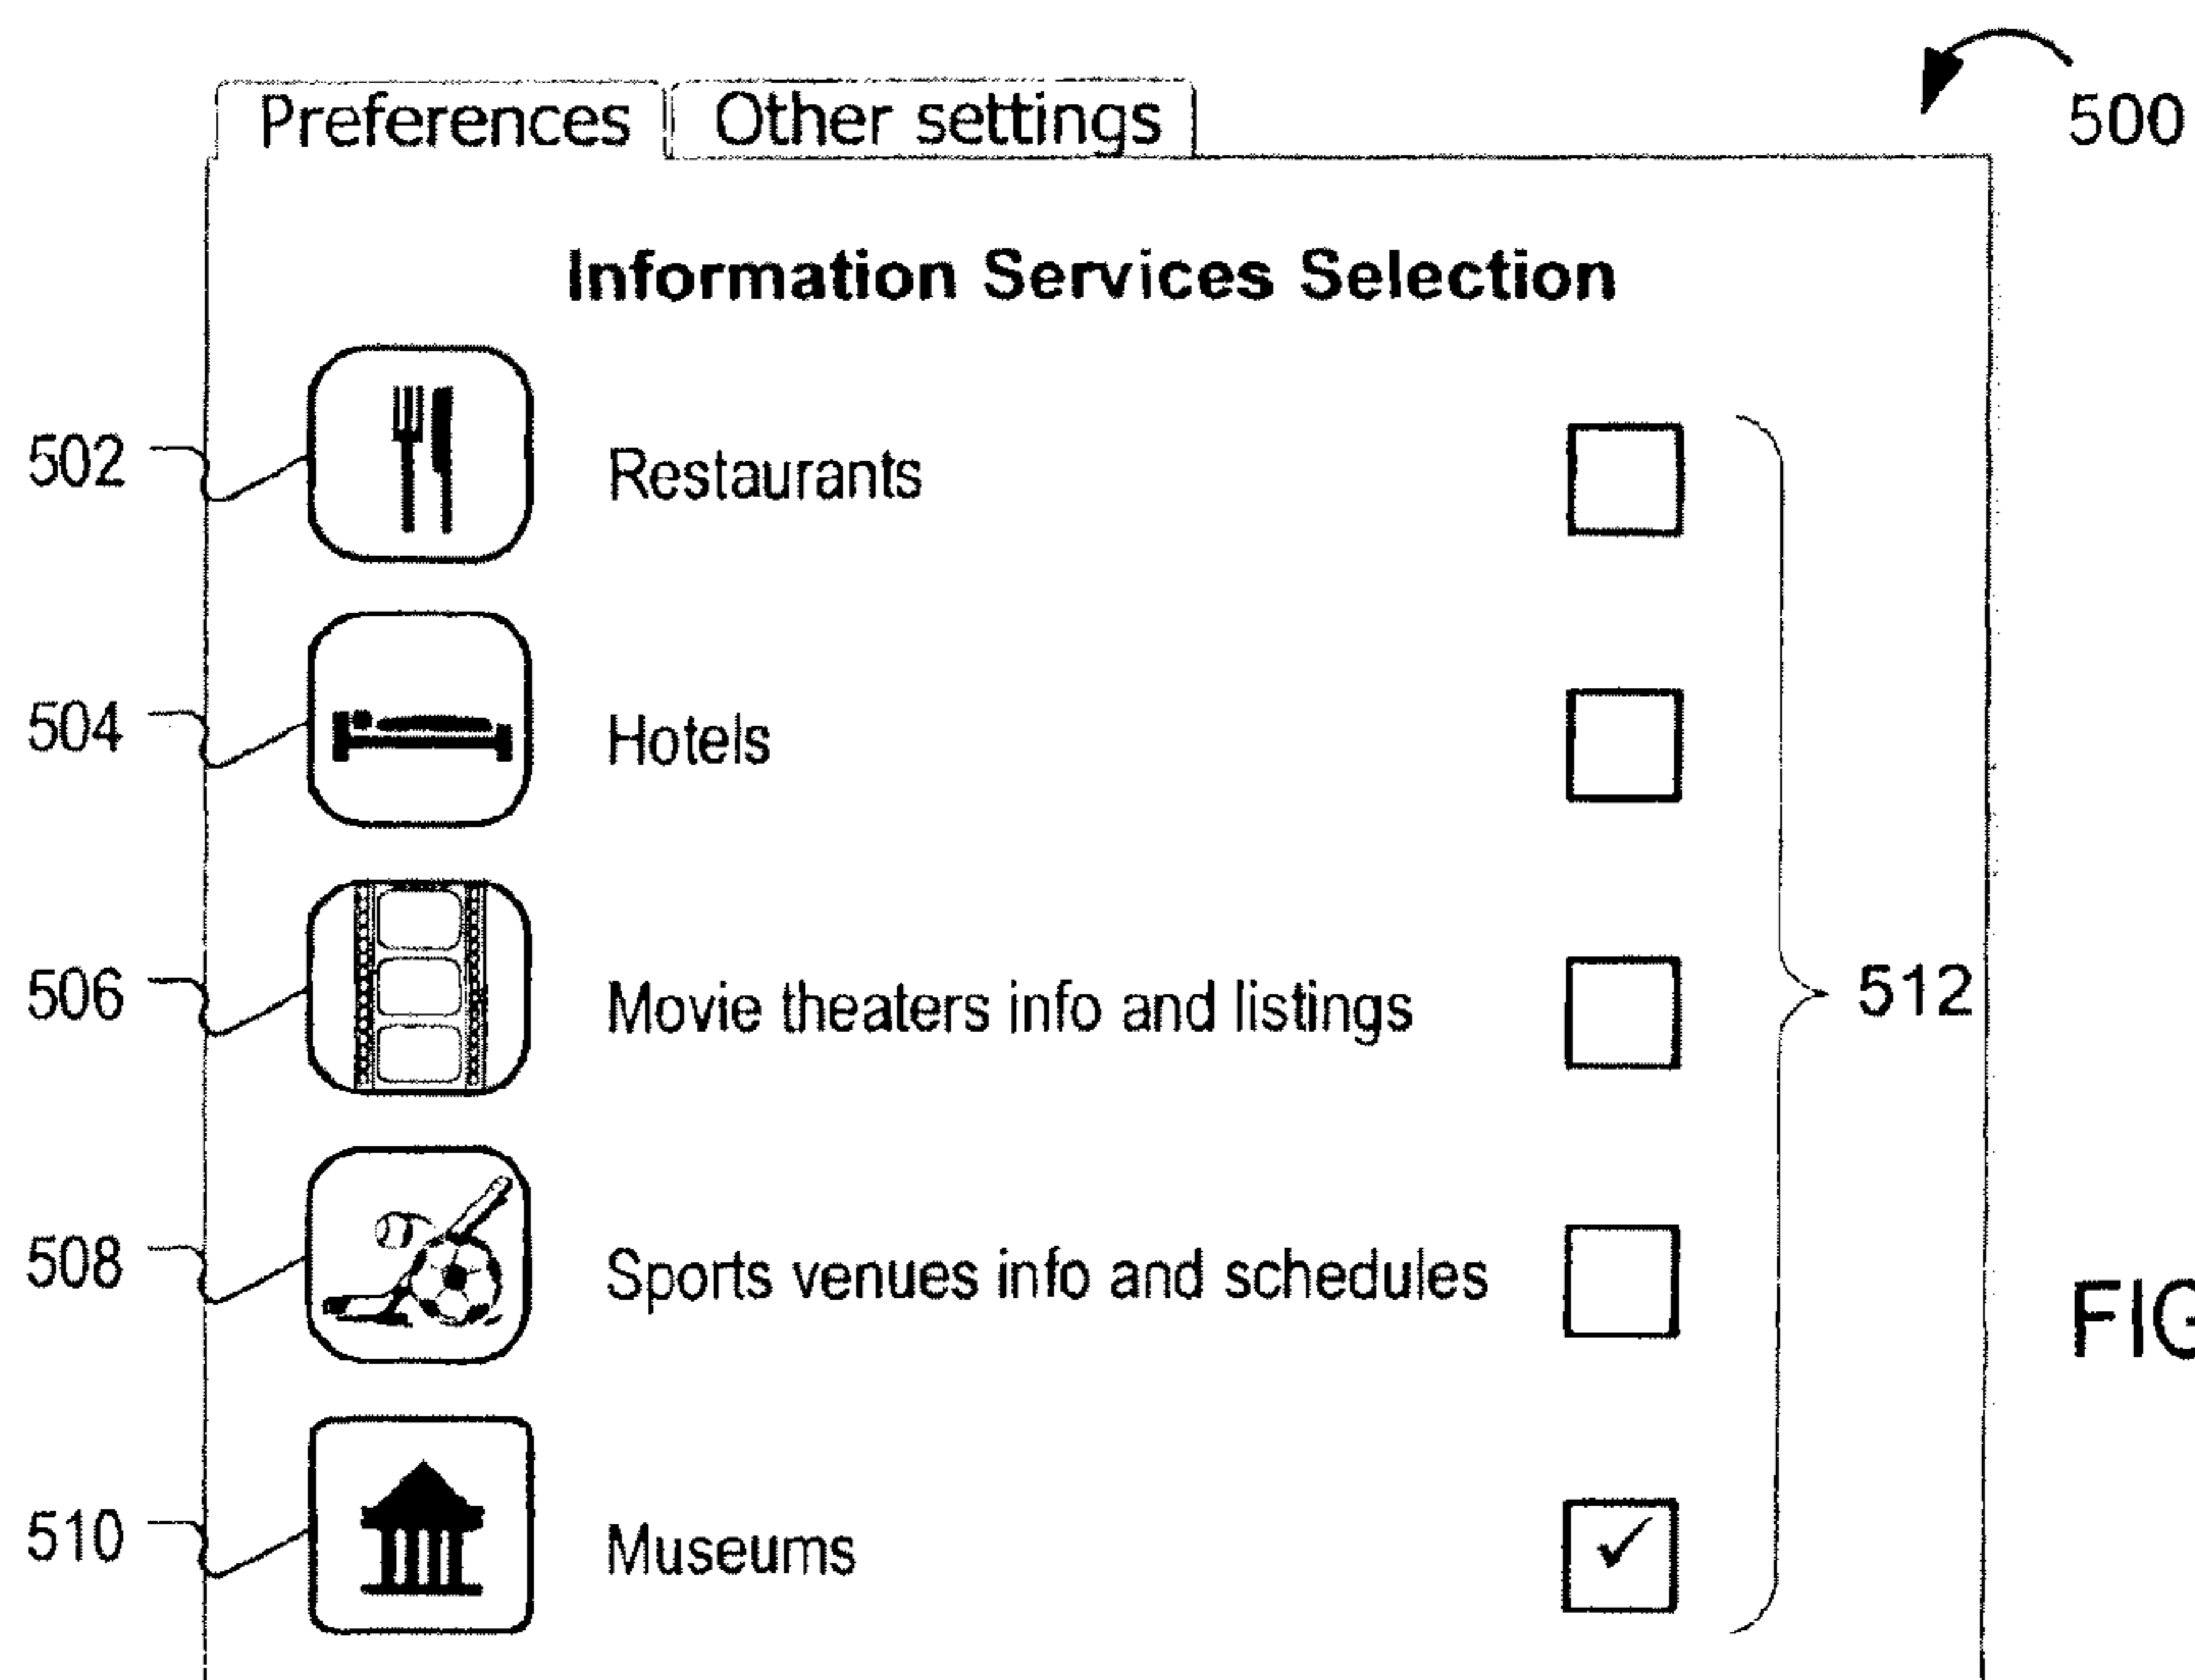 Preferences Other settings
500
Information Services Selection
502 Restaurants
504 Hotels
506 Movie theaters info and listings
512
508 Sports venues info and schedules
FIG
510 Museums